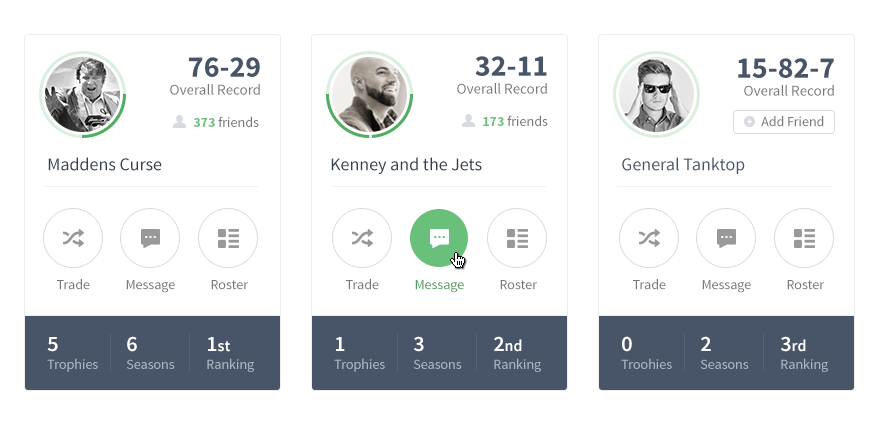 76-29
Overall Record
373 friends
Maddens Curse
Trade Message Roster
5 6 1st
Trophies Seasons Ranking
32-11
Overall Record
173 friends
Kenney and the Jets
Trade Message Roster
1 3 2nd
Trophies Seasons Ranking
15-82-7
Overall Record
Add Friend
General Tanktop
Trade Message Roster
0 2 3rd
Troohies Seasons Ranking